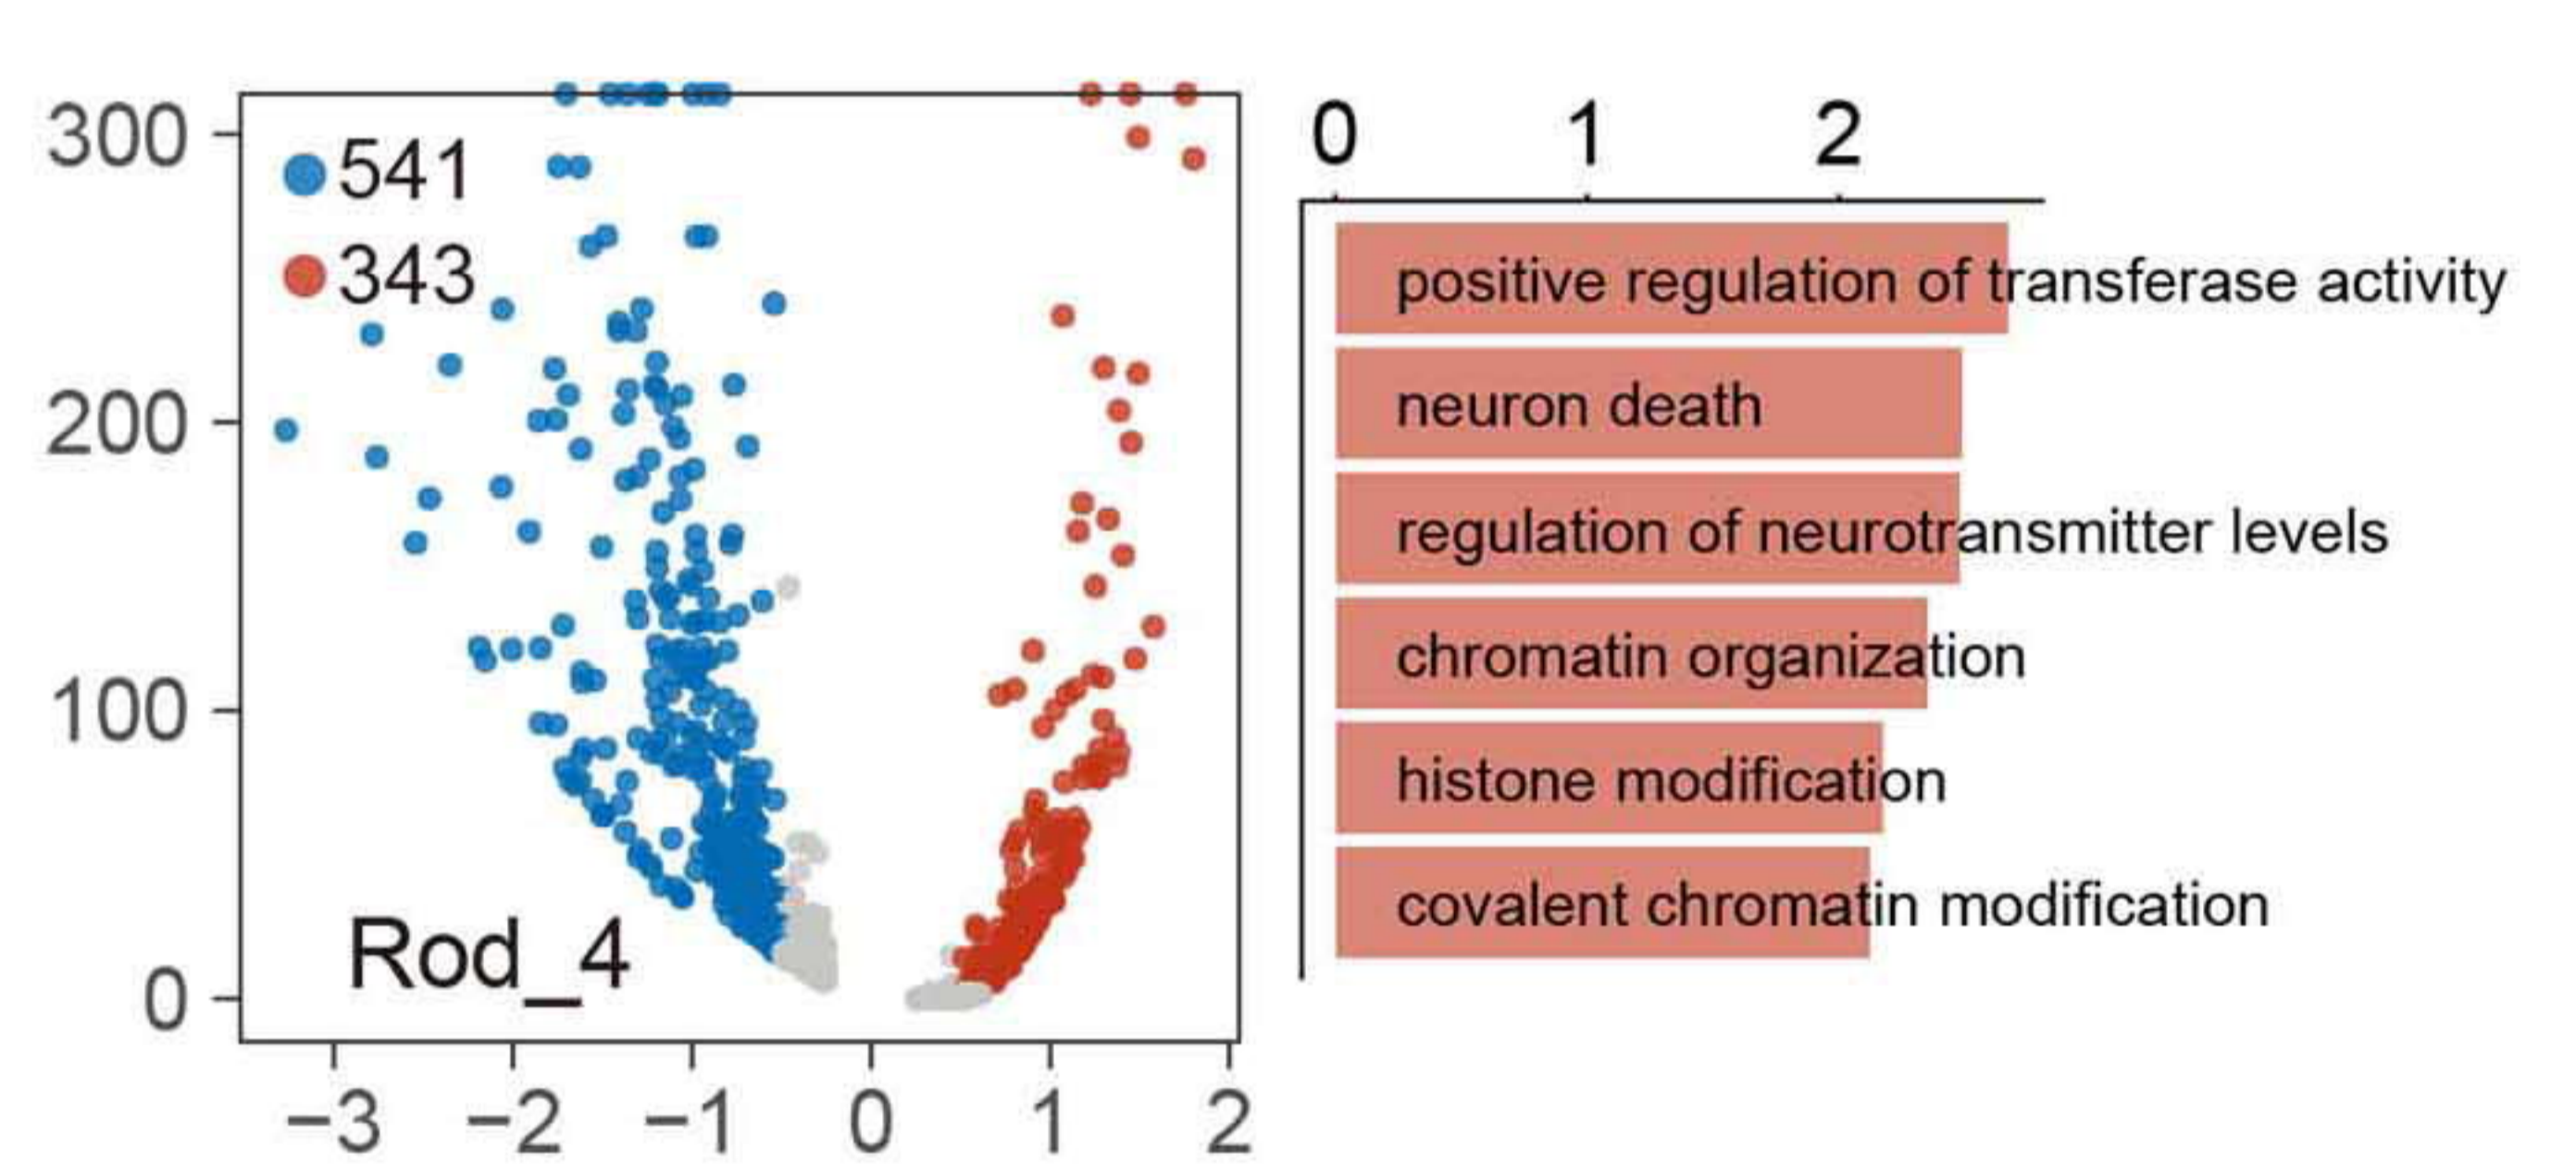 300
200
100
0
541
343
Rod_4
−3 −2 −1 0 1 2
0 1 2
positive regulation of transferase activity
neuron death
regulation of neurotransmitter levels
chromatin organization
histone modification
covalent chromatin modification